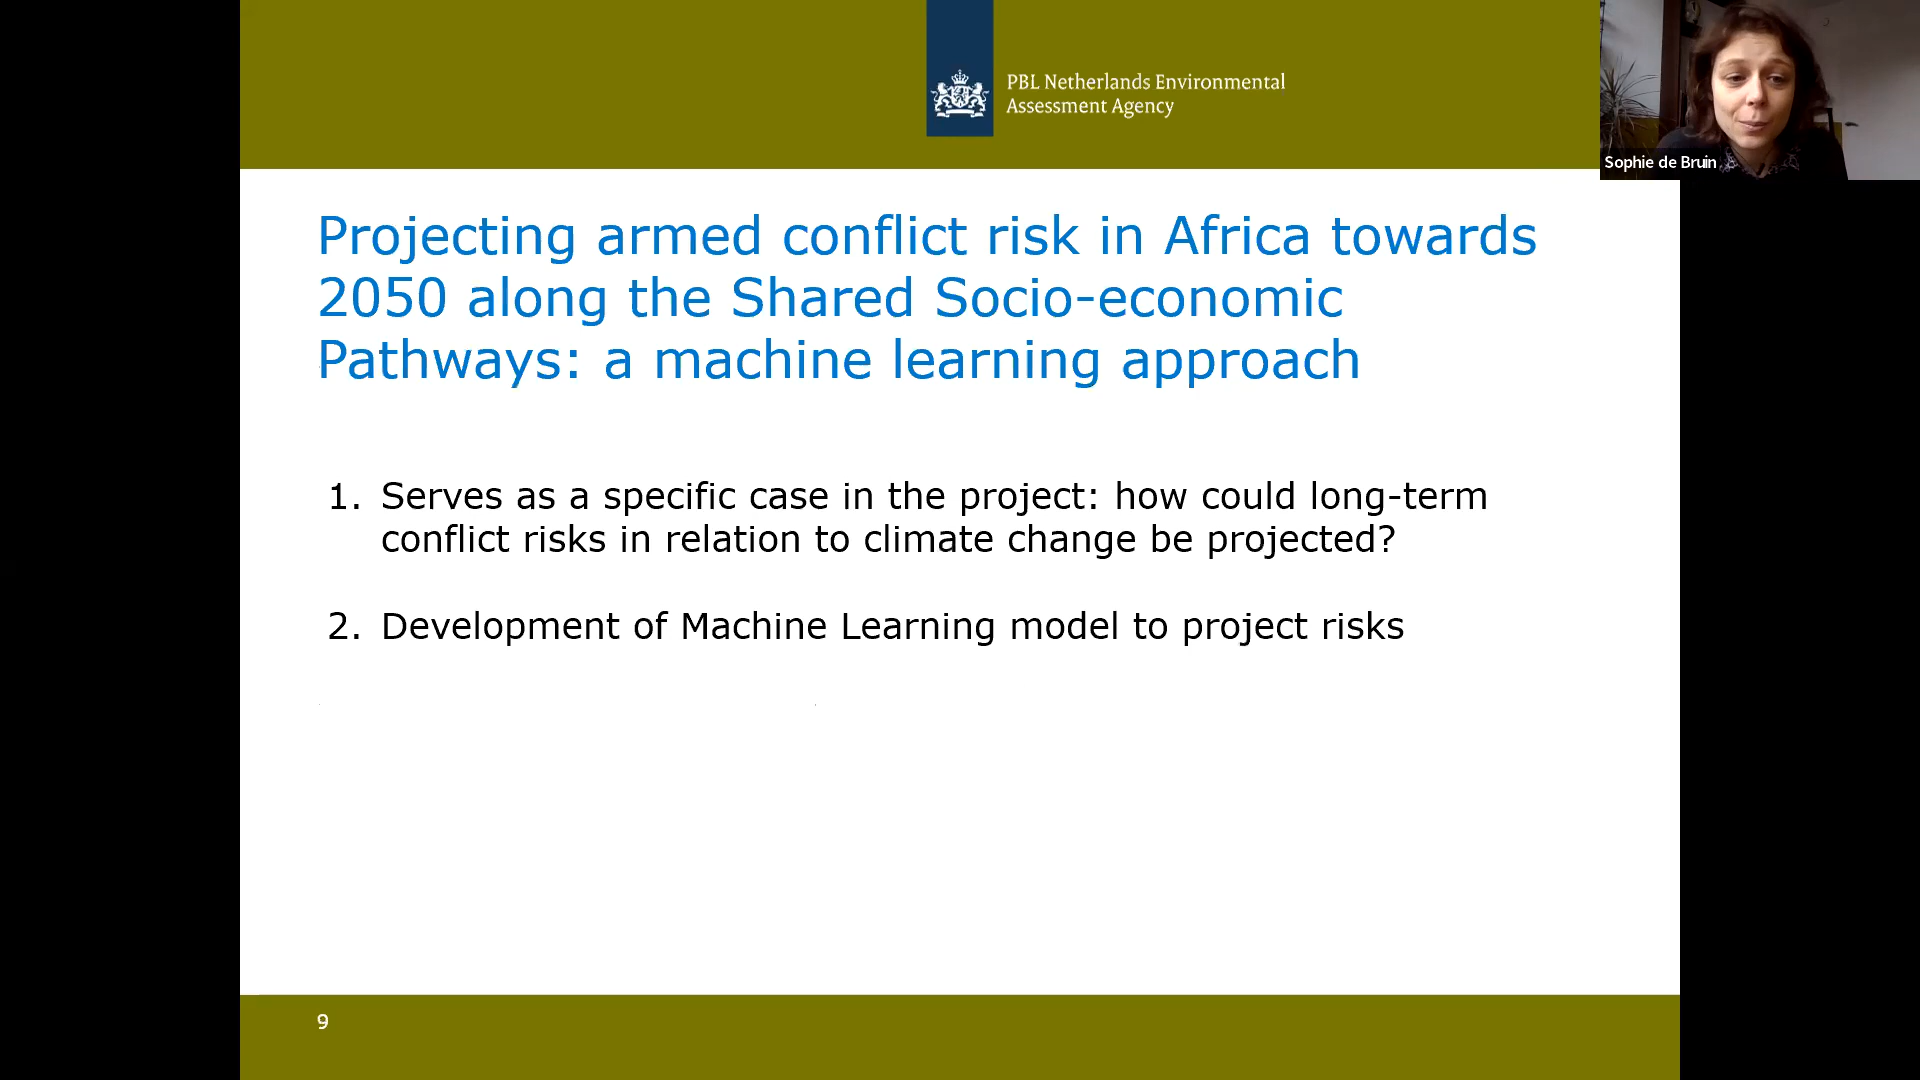 PBL Netherlands Environmental
Assessment Agency
Sophie de Bruin
Projecting armed conflict risk in Africa towards
2050 along the Shared Socio-economic
Pathways: a machine learning approach
1. Serves as a specific case in the project: how could long-term
conflict risks in relation to climate change be projected?
2. Development of Machine Learning model to project risks
9